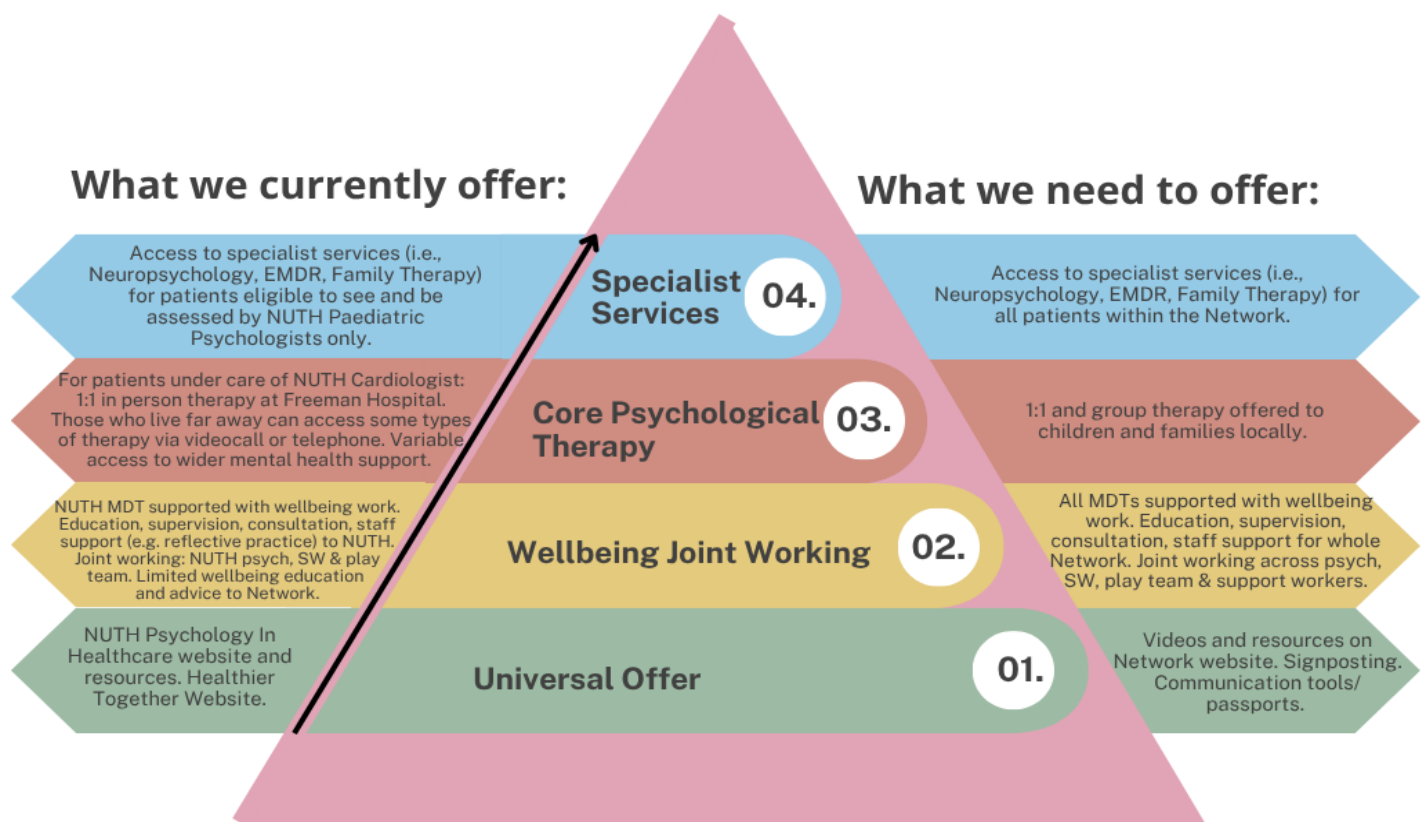 What we currently offer:
What we need to offer:
Access to specialist services (i.e.,
Neuropsychology, EMDR, Family Therapy)
for patients eligible to see and be
assessed by NUTH Paediatric
Psychologists only.
Specialist
Services
04.
Access to specialist services (i.e.,
Neuropsychology, EMDR, Family Therapy) for
all patients within the Network.
For patients under care of NUTH Cardiologist:
1:1 in person therapy at Freeman Hospital.
Those who live far away can access some types
of therapy via videocall or telephone. Variable
access to wider mental health support.
Core Psychological
Therapy
03.
1:1 and group therapy offered to
children and families locally.
NUTH MDT supported with wellbeing work.
Education, supervision, consultation, staff
support (e.g. reflective practice) to NUTH.
Joint working: NUTH psych, SW & play
team. Limited wellbeing education
and advice to Network.
Wellbeing Joint Working
02.
All MDTs supported with wellbeing
work. Education, supervision,
consultation, staff support for whole
Network. Joint working across psych,
SW, play team & support workers.
NUTH Psychology In
Healthcare website and
resources. Healthier
Together Website.
Universal Offer
01.
Videos and resources on
Network website. Signposting.
Communication tools/
passports.